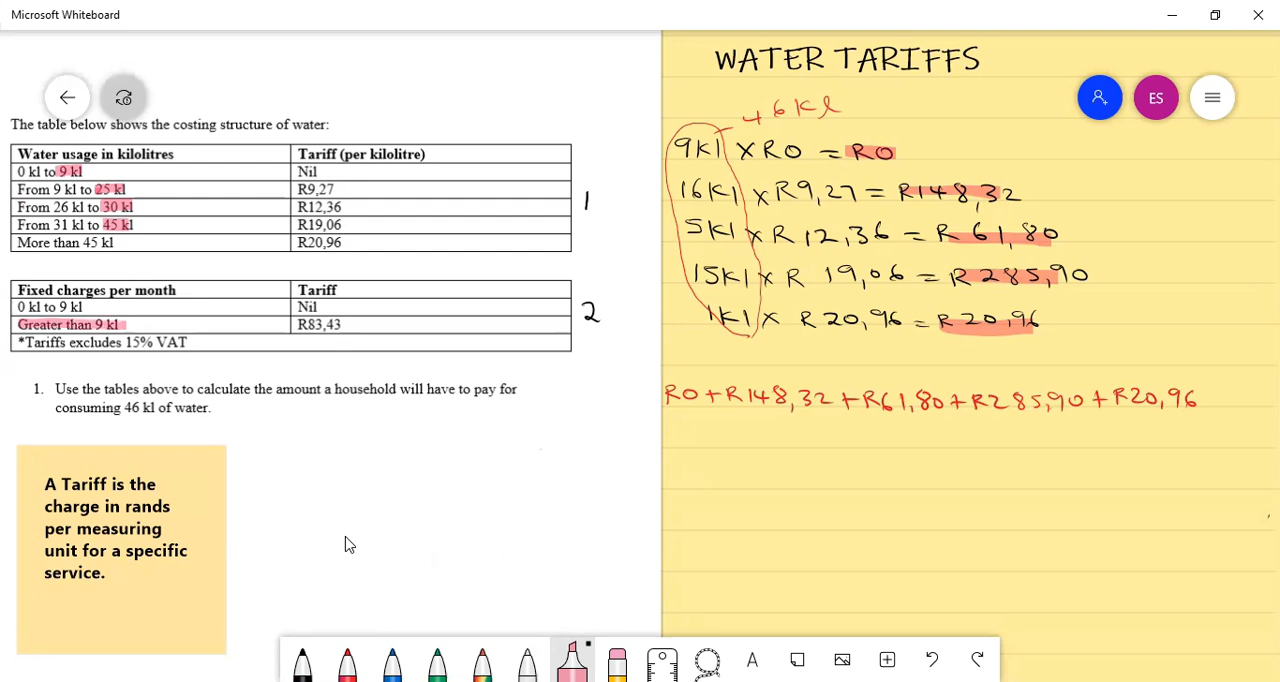 Microsoft Whiteboard
WATER TARIFFS
ES
46Kl
The table below shows the costing structure of water:
Water usage in kilolitres Tariff (per kilolitre)
0 kl to 9 kl Nil
From 9 kl to 25 kl R9,27
From 26 kl to 30 kl R12,36
From 31 kl to 45 kl R19,06
More than 45 kl R20,96
1
Fixed charges per month Tariff
0 kl to 9 kl Nil
Greater than 9 kl R83,43
*Tariffs excludes 15% VAT
2
1. Use the tables above to calculate the amount a household will have to pay for
consuming 46 kl of water.
A Tariff is the
charge in rands
per measuring
unit for a specific
service.
9Kl × R0 = R0
16Kl × R9,27 = R148,32
5Kl × R 12,36 = R 61,80
15Kl × R 19,06 = R 285,90
1Kl × R20,96 = R20,96
R0 + R148,32 + R61,80 + R285,90 + R20,96
A